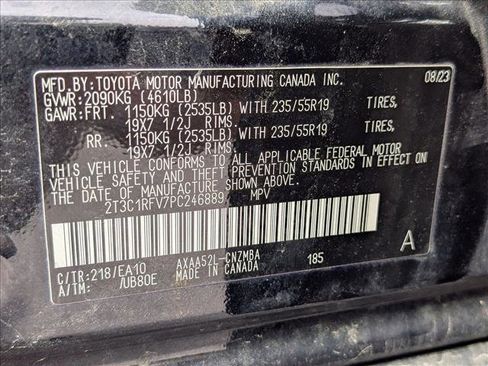 MFD.BY:TOYOTA MOTOR MANUFACTURING CANADA INC. 08/23
GVWR:2090KG (4610LB)
GAWR:FRT. 1150KG (2535LB) WITH 235/55R19 TIRES,
19X7 1/2J RIMS.
RR. 1150KG (2535LB) WITH 235/55R19 TIRES,
19X7 1/2J RIMS.
THIS VEHICLE CONFORMS TO ALL APPLICABLE FEDERAL MOTOR
VEHICLE SAFETY AND THEFT PREVENTION STANDARDS IN EFFECT ON
THE DATE OF MANUFACTURE SHOWN ABOVE.
2T3C1RFV7PC246889 MPV
C/TR:218/EA10 AXAA52L-CNZMBA 185 A
A/TM: /UB80E MADE IN CANADA